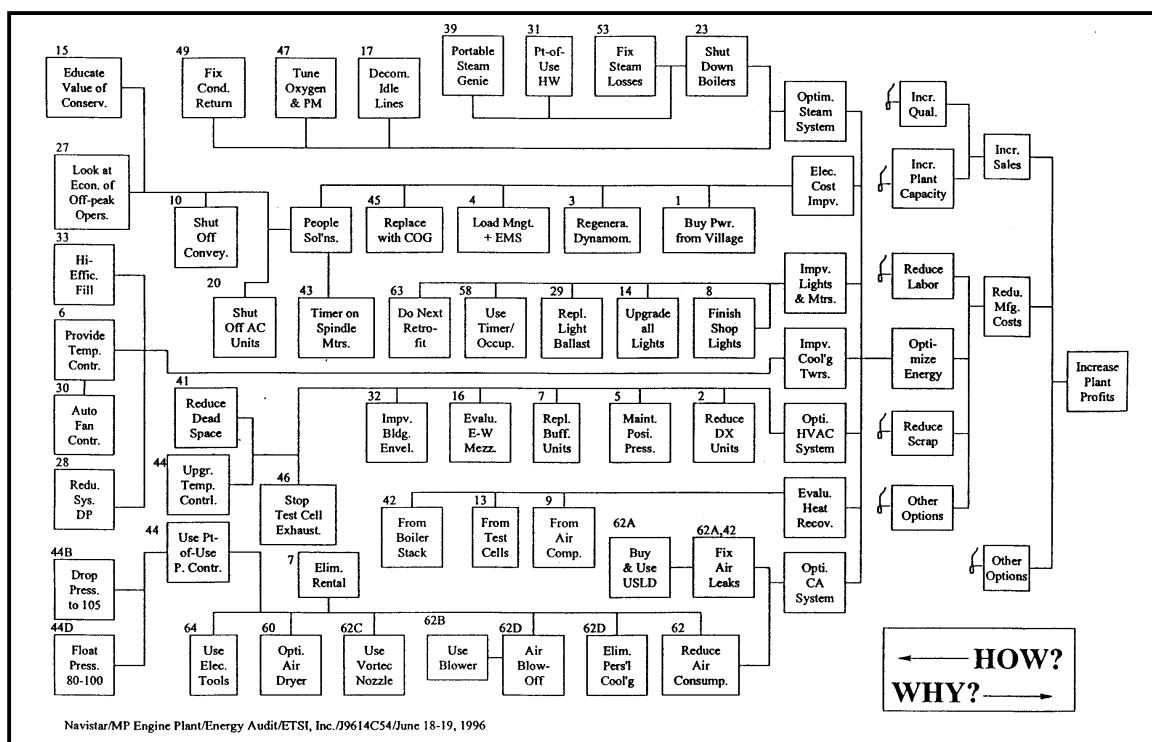 39
31
53
23
15
49
47
17
Portable
Steam
Genie
Pt-of-
Use
HW
Fix
Steam
Losses
Shut
Down
Boilers
Educate
Value of
Conserv.
Fix
Cond.
Return
Tune
Oxygen
& PM
Decom.
Idle
Lines
Optim.
Steam
System
Incr.
Qual.
Incr.
Sales
27
Look at
Econ. of
Off-peak
Opers.
Elec.
Cost
Impv.
Incr.
Plant
Capacity
10
Shut
Off
Convey.
People
Sol'ns.
45
Replace
with COG
4
Load Mngt.
+ EMS
3
Regenera.
Dynamom.
1
Buy Pwr.
from Village
33
Hi-
Effic.
Fill
20
Shut
Off AC
Units
43
Timer on
Spindle
Mtrs.
63
Do Next
Retro-
fit
58
Use
Timer/
Occup.
29
Repl.
Light
Ballast
14
Upgrade
all
Lights
8
Finish
Shop
Lights
Impv.
Lights
& Mtrs.
Reduce
Labor
Redu.
Mfg.
Costs
6
Provide
Temp.
Contr.
Impv.
Cool'g
Twrs.
Opti-
mize
Energy
Increase
Plant
Profits
30
Auto
Fan
Contr.
41
Reduce
Dead
Space
32
Impv.
Bldg.
Envel.
16
Evalu.
E-W
Mezz.
7
Repl.
Buff.
Units
5
Maint.
Posi.
Press.
2
Reduce
DX
Units
Opti.
HVAC
System
Reduce
Scrap
28
Redu.
Sys.
DP
44
Upgr.
Temp.
Contrl.
46
Stop
Test Cell
Exhaust.
42
From
Boiler
Stack
13
From
Test
Cells
9
From
Air
Comp.
Evalu.
Heat
Recov.
Other
Options
44
Use Pt-
of-Use
P. Contr.
7
Elim.
Rental
62A
Buy
& Use
USLD
62A,42
Fix
Air
Leaks
Opti.
CA
System
Other
Options
44B
Drop
Press.
to 105
44D
Float
Press.
80-100
64
Use
Elec.
Tools
60
Opti.
Air
Dryer
62C
Use
Vortec
Nozzle
62B
Use
Blower
62D
Air
Blow-
Off
62D
Elim.
Pers'l
Cool'g
62
Reduce
Air
Consump.
HOW?
WHY?
Navistar/MP Engine Plant/Energy Audit/ETSI, Inc./J9614C54/June 18-19, 1996